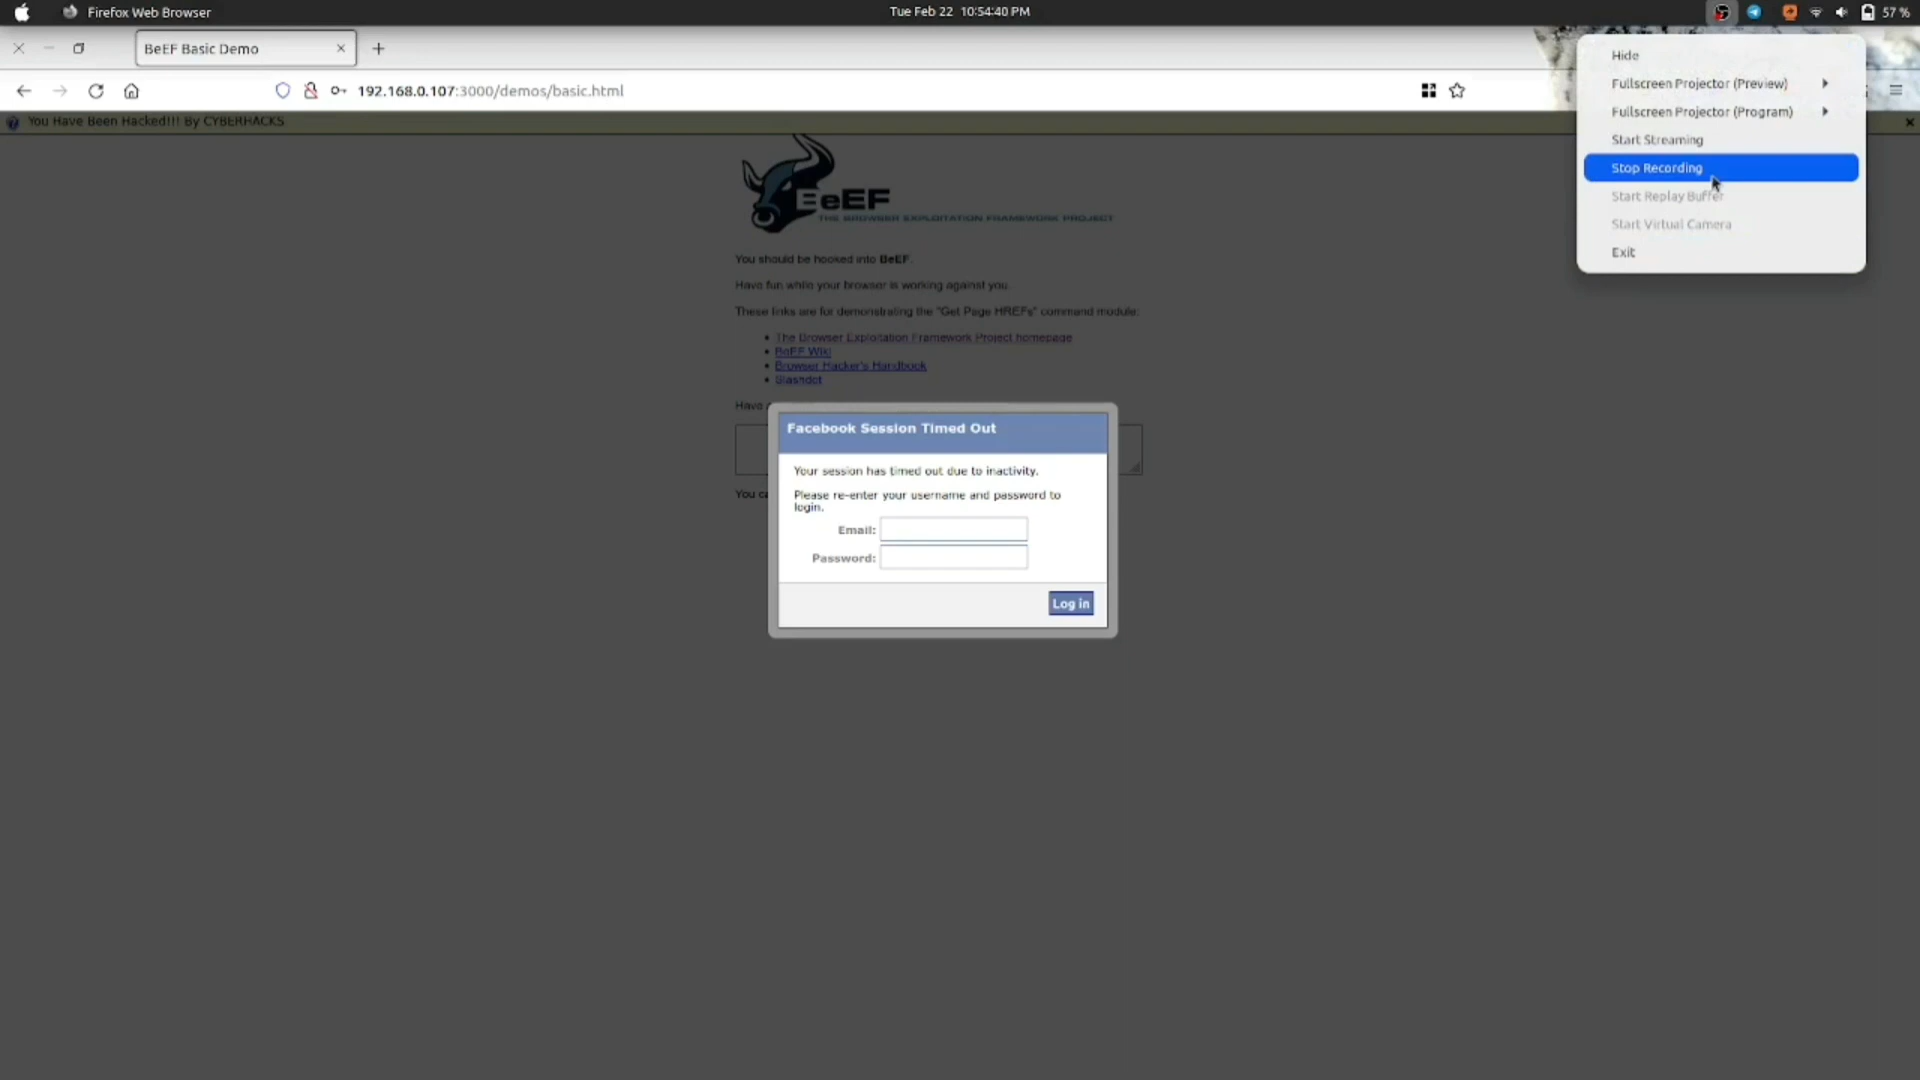 Firefox Web Browser
Tue Feb 22 10:54:40 PM
57 %
BeEF Basic Demo
192.168.0.107:3000/demos/basic.html
You Have Been Hacked!!! By CYBERHACKS
Hide
Fullscreen Projector (Preview)
Fullscreen Projector (Program)
Start Streaming
Stop Recording
Start Replay Buffer
Start Virtual Camera
Exit
BeEF
THE BROWSER EXPLOITATION FRAMEWORK PROJECT
You should be hooked into BeEF.
Have fun while your browser is working against you.
These links are for demonstrating the "Get Page HREFs" command module:
The Browser Exploitation Framework Project homepage
BeEF Wiki
Browser Hacker's Handbook
Slashdot
Have
Facebook Session Timed Out
Your session has timed out due to inactivity.
Please re-enter your username and password to
login.
You
Email:
Password:
Log in